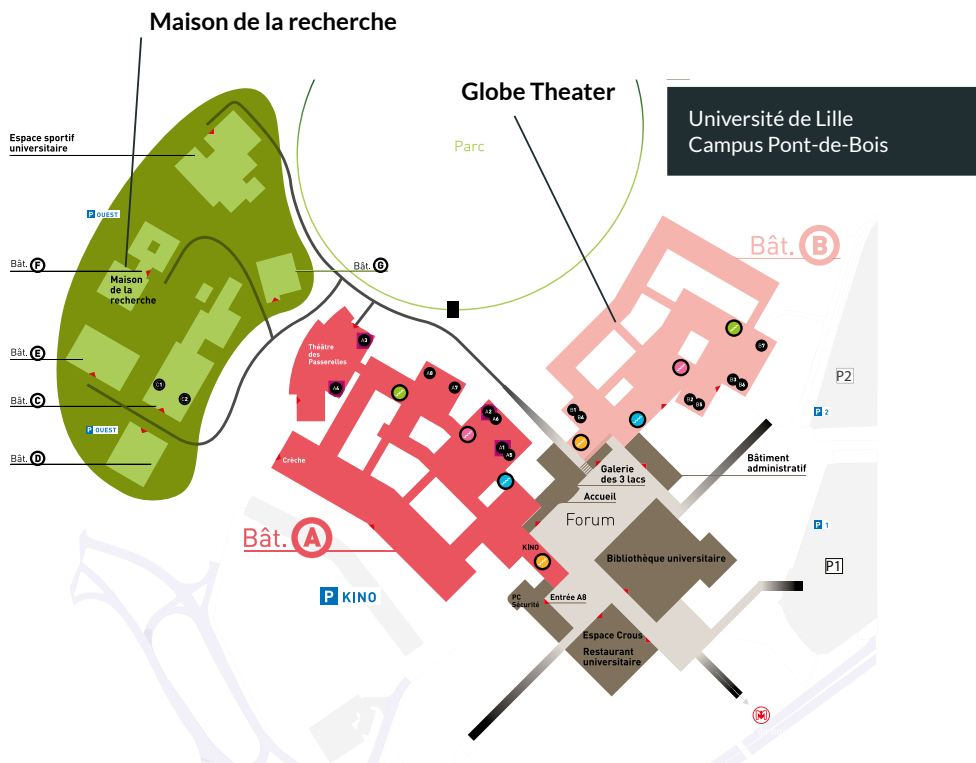 Maison de la recherche
Globe Theater
Université de Lille
Campus Pont-de-Bois
Parc
Espace sportif
universitaire
P OUEST
Bât. B
Bât. F
Bât. G
Maison
de la
recherche
A3
Théâtre
des
Passerelles
B7
Bât. E
A8
A7
A4
B3
B6
P2
C1
C2
B2
B5
Bât. C
A2
A6
B1
B4
P 2
P OUEST
A1
A5
Bât. D
Crèche
Galerie
des 3 lacs
Bâtiment
administratif
Accueil
Forum
P 1
Bât. A
KINO
Bibliothèque universitaire
P1
P KINO
PC
Sécurité
Entrée A8
Espace Crous
Restaurant
universitaire